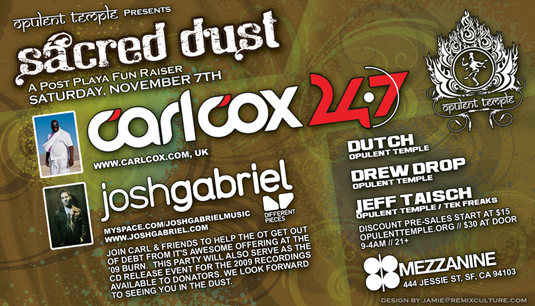 opulent temple PRESENTS
sacred dust
A POST PLAYA FUN RAISER
SATURDAY, NOVEMBER 7TH
carl cox 24·7
WWW.CARLCOX.COM, UK
opulent temple
joshgabriel
MYSPACE.COM/JOSHGABRIELMUSIC
WWW.JOSHGABRIEL.COM
DIFFERENT
PIECES
JOIN CARL & FRIENDS TO HELP THE OT GET OUT
OF DEBT FROM IT'S AWESOME OFFERING AT THE
'09 BURN. THIS PARTY WILL ALSO SERVE AS THE
CD RELEASE EVENT FOR THE 2009 RECORDINGS
AVAILABLE TO DONATORS. WE LOOK FORWARD
TO SEEING YOU IN THE DUST.
DUTCH
OPULENT TEMPLE
DREW DROP
OPULENT TEMPLE
JEFF TAISCH
OPULENT TEMPLE / TEK FREAKS
DISCOUNT PRE-SALES START AT $15
OPULENTTEMPLE.ORG // $30 AT DOOR
9-4AM // 21+
MEZZANINE
444 JESSIE ST, SF, CA 94103
DESIGN BY JAMIE@REMIXCULTURE.COM